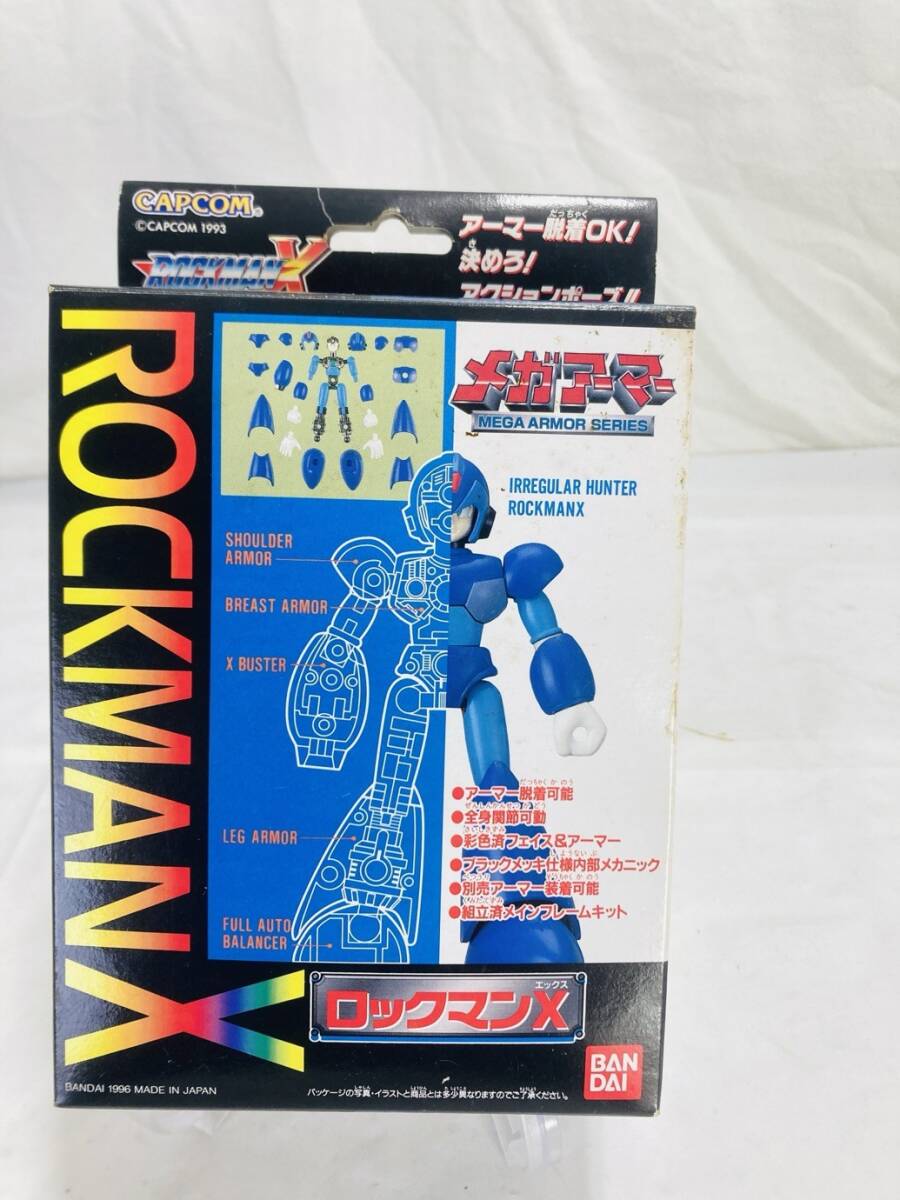 CAPCOM®
©CAPCOM 1993
ROCKMAN X
アーマー脱着OK!
決めろ!
アクションポーズ!!
ROCKMAN X
メガアーマー
MEGA ARMOR SERIES
IRREGULAR HUNTER
ROCKMANX
SHOULDER
ARMOR
BREAST ARMOR
X BUSTER
LEG ARMOR
FULL AUTO
BALANCER
●アーマー脱着可能
●全身関節可動
●彩色済フェイス&アーマー
●ブラックメッキ仕様内部メカニック
●別売アーマー装着可能
●組立済メインフレームキット
エックス
ロックマンX
BAN
DAI
BANDAI 1996 MADE IN JAPAN
パッケージの写真・イラストと商品とは多少異なりますのでご了承ください。